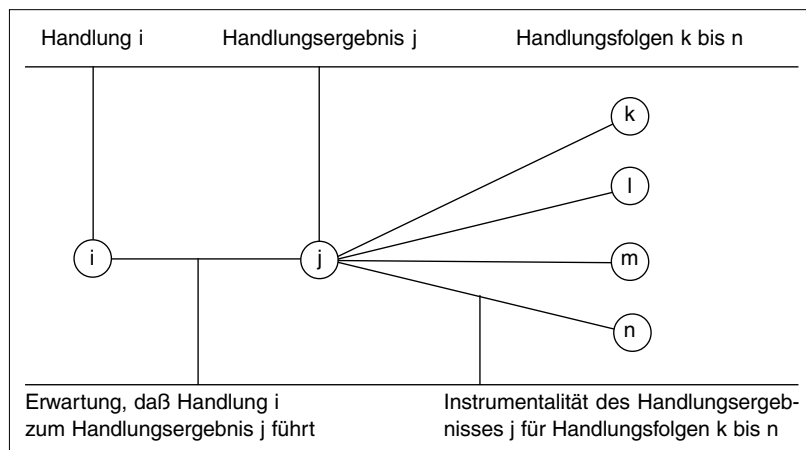 Handlung i Handlungsergebnis j Handlungsfolgen k bis n
k
l
i j m
n
Erwartung, daß Handlung i
zum Handlungsergebnis j führt
Instrumentalität des Handlungsergeb-
nisses j für Handlungsfolgen k bis n